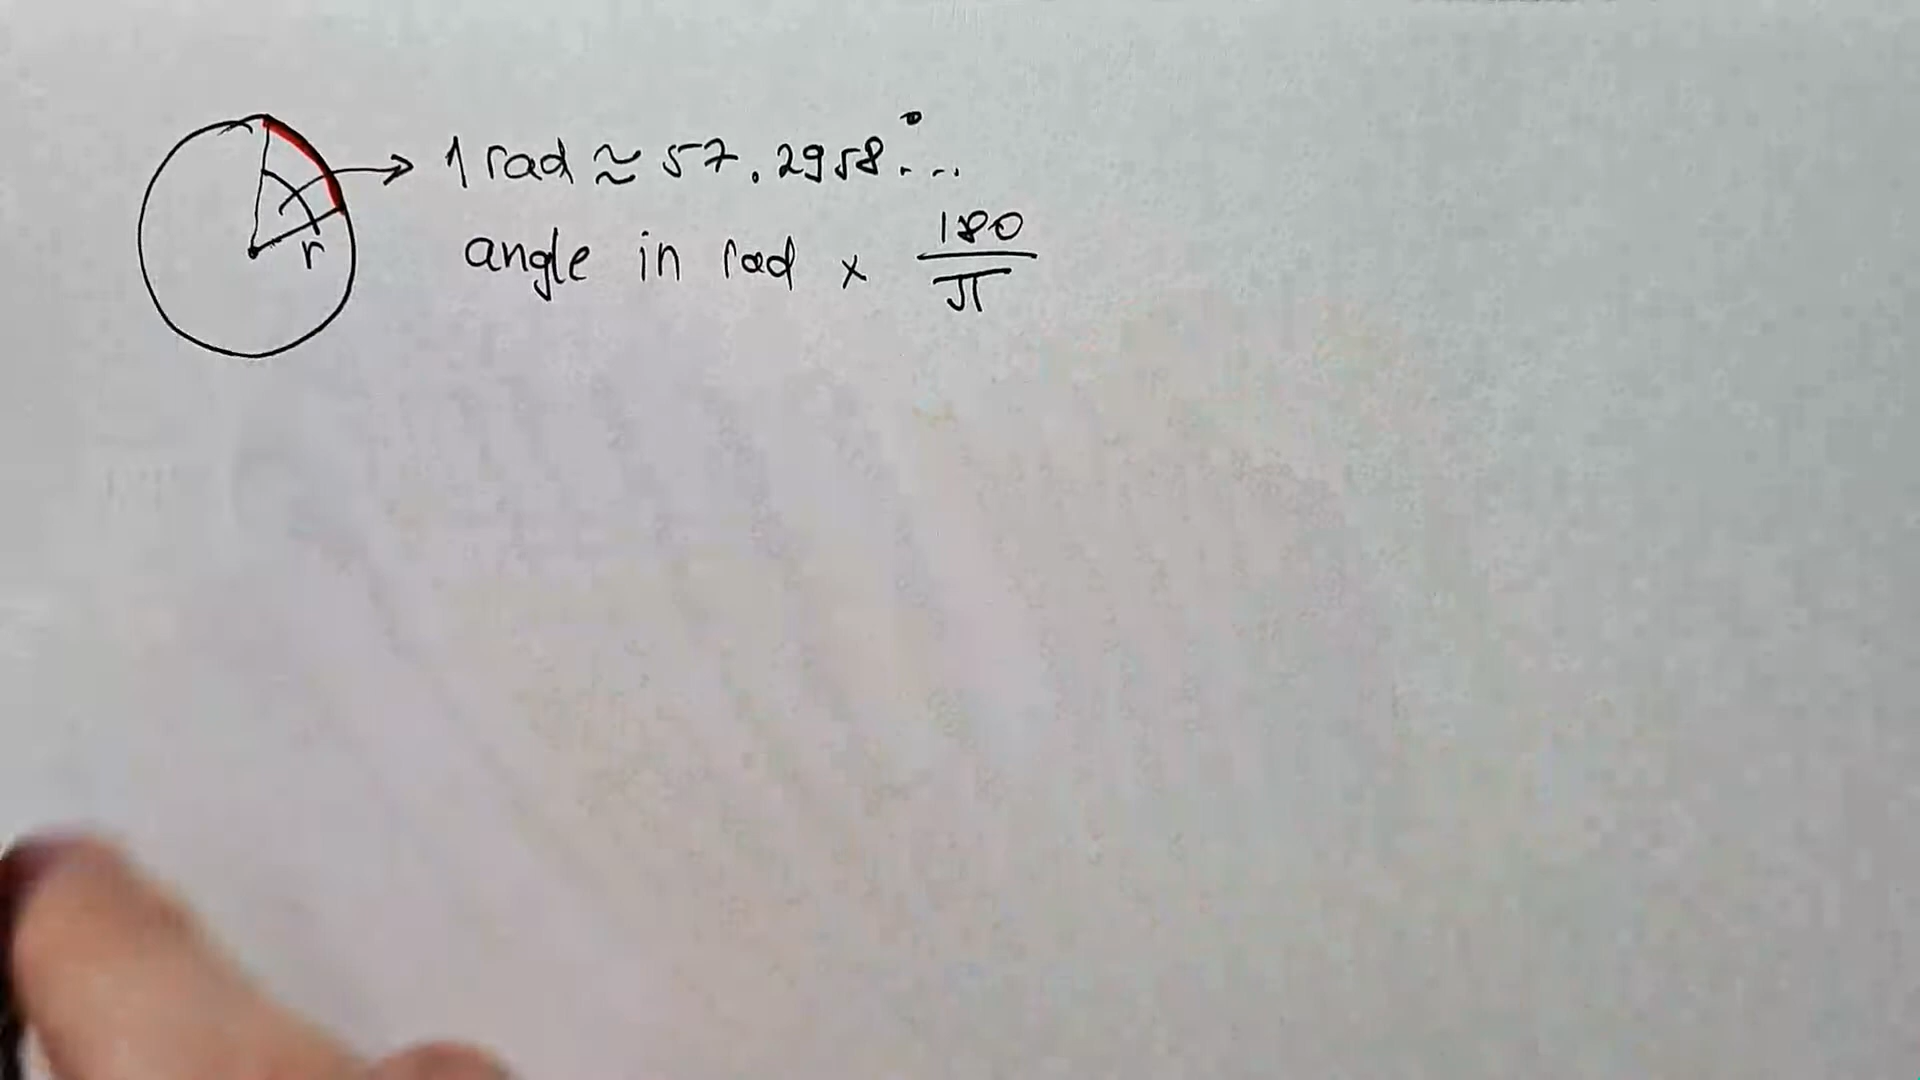 1 rad ≈ 57.2958°...
angle in rad × 180/π
r